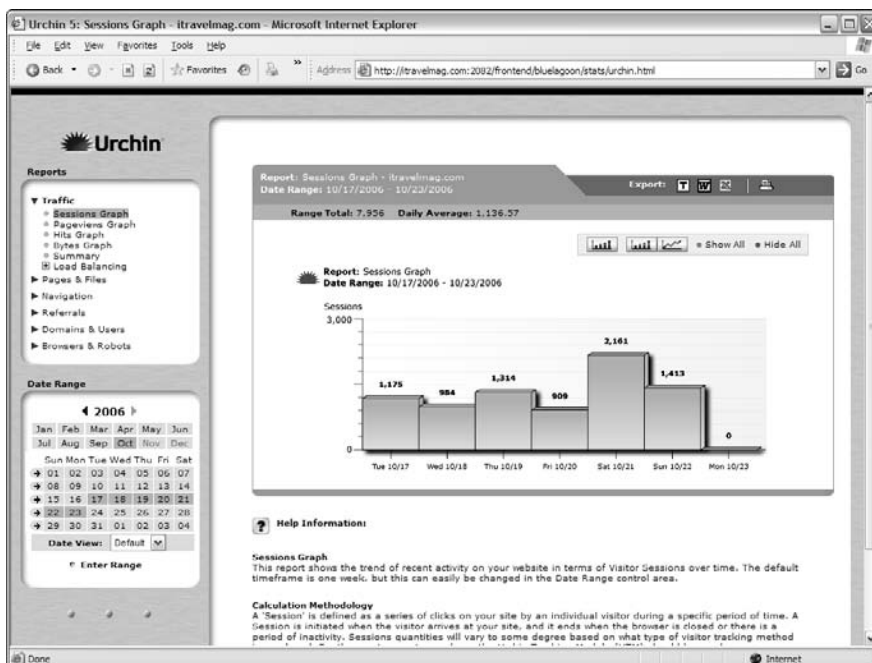 Urchin 5: Sessions Graph - itravelmag.com - Microsoft Internet Explorer
File Edit View Favorites Tools Help
Back Favorites » Address http://itravelmag.com:2082/frontend/bluelagoon/stats/urchin.html Go
Urchin
Reports
Traffic
Sessions Graph
Pageviews Graph
Hits Graph
Bytes Graph
Summary
Load Balancing
Pages & Files
Navigation
Referrals
Domains & Users
Browsers & Robots
Date Range
2006
Jan Feb Mar Apr May Jun
Jul Aug Sep Oct Nov Dec
Sun Mon Tue Wed Thu Fri Sat
01 02 03 04 05 06 07
08 09 10 11 12 13 14
15 16 17 18 19 20 21
22 23 24 25 26 27 28
29 30 31 01 02 03 04
Date View: Default
Enter Range
Report: Sessions Graph - itravelmag.com
Date Range: 10/17/2006 - 10/23/2006
Export: T W X
Range Total: 7,956 Daily Average: 1,136.57
Show All Hide All
Report: Sessions Graph
Date Range: 10/17/2006 - 10/23/2006
Sessions
3,000
0
1,175 984 1,314 909 2,161 1,413 0
Tue 10/17 Wed 10/18 Thu 10/19 Fri 10/20 Sat 10/21 Sun 10/22 Mon 10/23
? Help Information:
Sessions Graph
This report shows the trend of recent activity on your website in terms of Visitor Sessions over time. The default
timeframe is one week, but this can easily be changed in the Date Range control area.
Calculation Methodology
A 'Session' is defined as a series of clicks on your site by an individual visitor during a specific period of time. A
Session is initiated when the visitor arrives at your site, and it ends when the browser is closed or there is a
period of inactivity. Sessions quantities will vary to some degree based on what type of visitor tracking method
Done
Internet